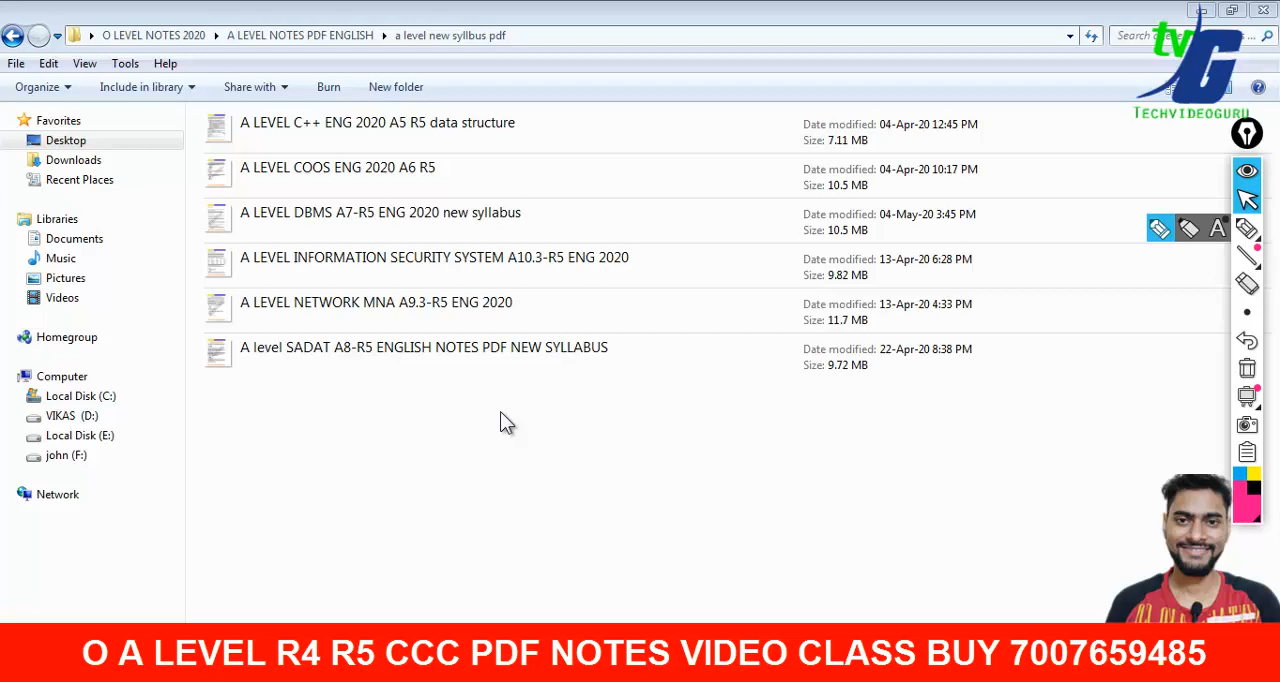 O LEVEL NOTES 2020 A LEVEL NOTES PDF ENGLISH a level new syllbus pdf
Search
File Edit View Tools Help
Organize Include in library Share with Burn New folder
tv G
TECHVIDEOGURU
Favorites
Desktop
Downloads
Recent Places
Libraries
Documents
Music
Pictures
Videos
Homegroup
Computer
Local Disk (C:)
VIKAS (D:)
Local Disk (E:)
john (F:)
Network
A LEVEL C++ ENG 2020 A5 R5 data structure
Date modified: 04-Apr-20 12:45 PM
Size: 7.11 MB
A LEVEL COOS ENG 2020 A6 R5
Date modified: 04-Apr-20 10:17 PM
Size: 10.5 MB
A LEVEL DBMS A7-R5 ENG 2020 new syllabus
Date modified: 04-May-20 3:45 PM
Size: 10.5 MB
A LEVEL INFORMATION SECURITY SYSTEM A10.3-R5 ENG 2020
Date modified: 13-Apr-20 6:28 PM
Size: 9.82 MB
A LEVEL NETWORK MNA A9.3-R5 ENG 2020
Date modified: 13-Apr-20 4:33 PM
Size: 11.7 MB
A level SADAT A8-R5 ENGLISH NOTES PDF NEW SYLLABUS
Date modified: 22-Apr-20 8:38 PM
Size: 9.72 MB
A
O A LEVEL R4 R5 CCC PDF NOTES VIDEO CLASS BUY 7007659485